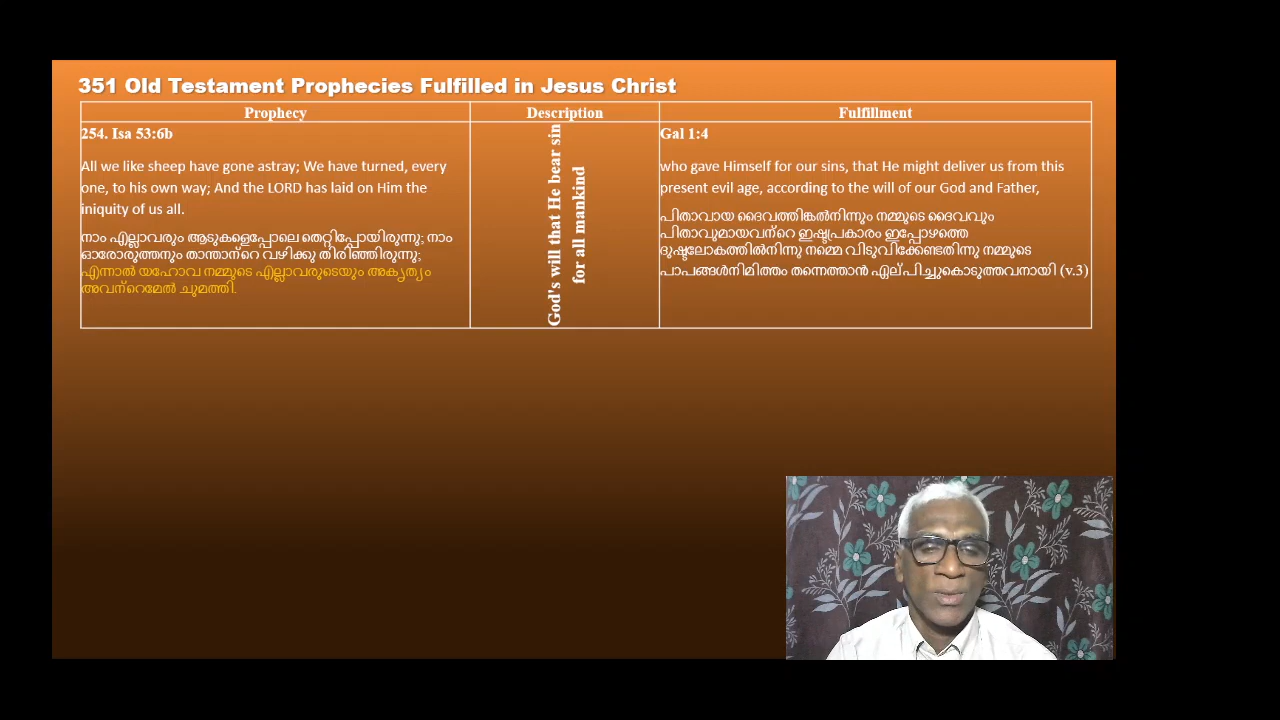 351 Old Testament Prophecies Fulfilled in Jesus Christ
Prophecy
Description
Fulfillment
254. Isa 53:6b
All we like sheep have gone astray; We have turned, every
one, to his own way; And the LORD has laid on Him the
iniquity of us all.
നാം എല്ലാവരും ആടുകളെപ്പോലെ തെറ്റിപ്പോയിരുന്നു; നാം
ഓരോരുത്തനും താന്താന്റെ വഴിക്കു തിരിഞ്ഞിരുന്നു;
എന്നാൽ യഹോവ നമ്മുടെ എല്ലാവരുടെയും അകൃത്യം
അവന്റെമേൽ ചുമത്തി.
God's will that He bear sin
for all mankind
Gal 1:4
who gave Himself for our sins, that He might deliver us from this
present evil age, according to the will of our God and Father,
പിതാവായ ദൈവത്തിങ്കൽനിന്നും നമ്മുടെ ദൈവവും
പിതാവുമായവന്റെ ഇഷ്ടപ്രകാരം ഇപ്പോഴത്തെ
ദുഷ്ടലോകത്തിൽനിന്നു നമ്മെ വിടുവിക്കേണ്ടതിന്നു നമ്മുടെ
പാപങ്ങൾനിമിത്തം തന്നെത്താൻ ഏല്പിച്ചുകൊടുത്തവനായി (v.3)